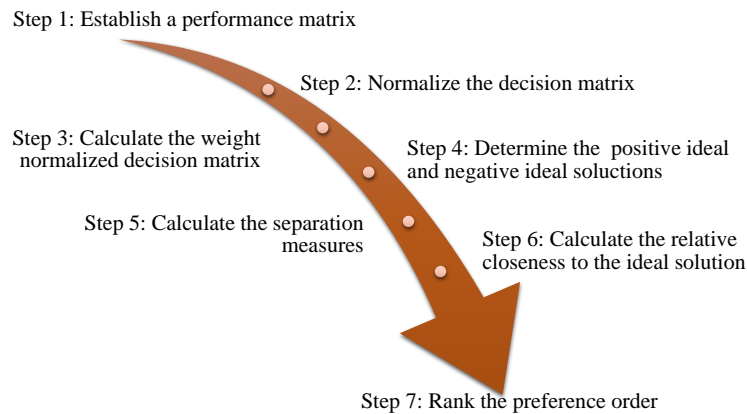 Step 1: Establish a performance matrix
Step 2: Normalize the decision matrix
Step 3: Calculate the weight
normalized decision matrix
Step 4: Determine the positive ideal
and negative ideal soluctions
Step 5: Calculate the separation
measures
Step 6: Calculate the relative
closeness to the ideal solution
Step 7: Rank the preference order